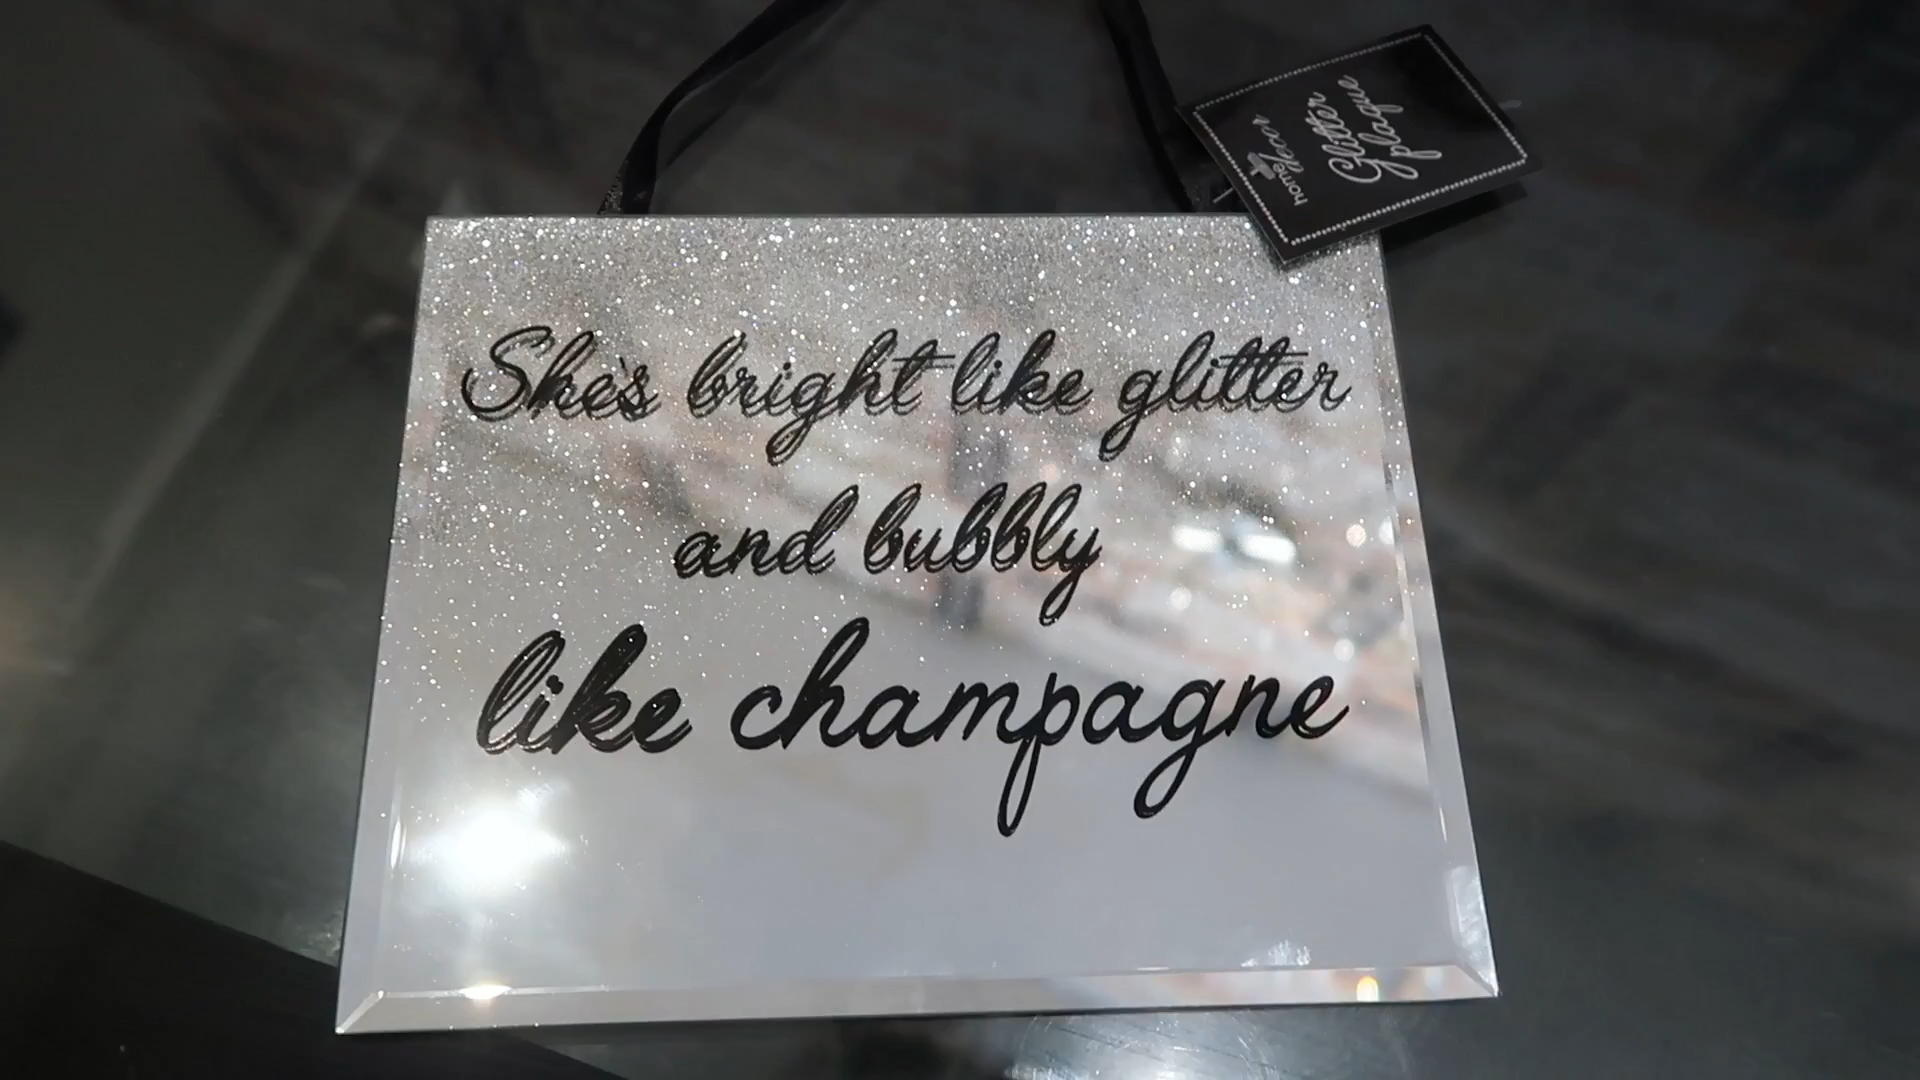 She's bright like glitter
and bubbly
like champagne
home decor
Glitter
plaque